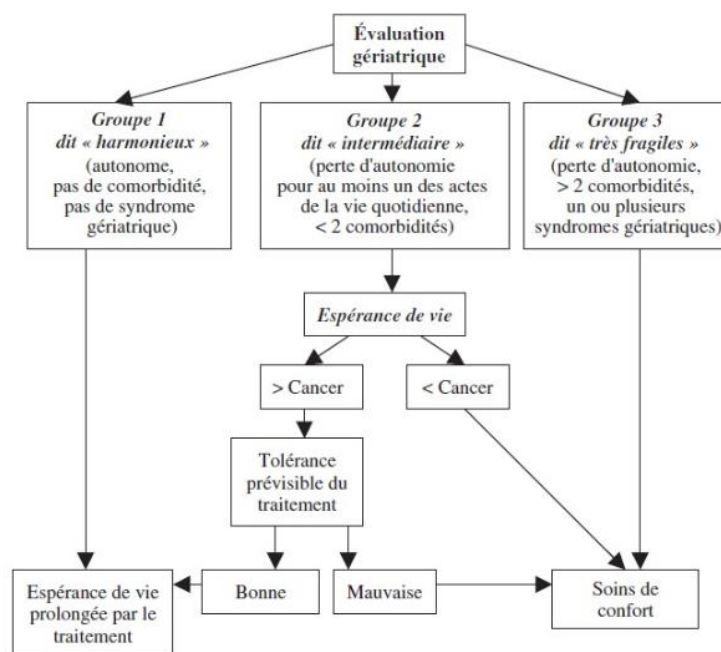 Évaluation
gériatrique
Groupe 1
dit « harmonieux »
(autonome,
pas de comorbidité,
pas de syndrome
gériatrique)
Groupe 2
dit « intermédiaire »
(perte d'autonomie
pour au moins un des actes
de la vie quotidienne,
< 2 comorbidités)
Groupe 3
dit « très fragiles »
(perte d'autonomie,
> 2 comorbidités,
un ou plusieurs
syndromes gériatriques)
Espérance de vie
> Cancer
< Cancer
Tolérance
prévisible du
traitement
Espérance de vie
prolongée par le
traitement
Bonne
Mauvaise
Soins de
confort